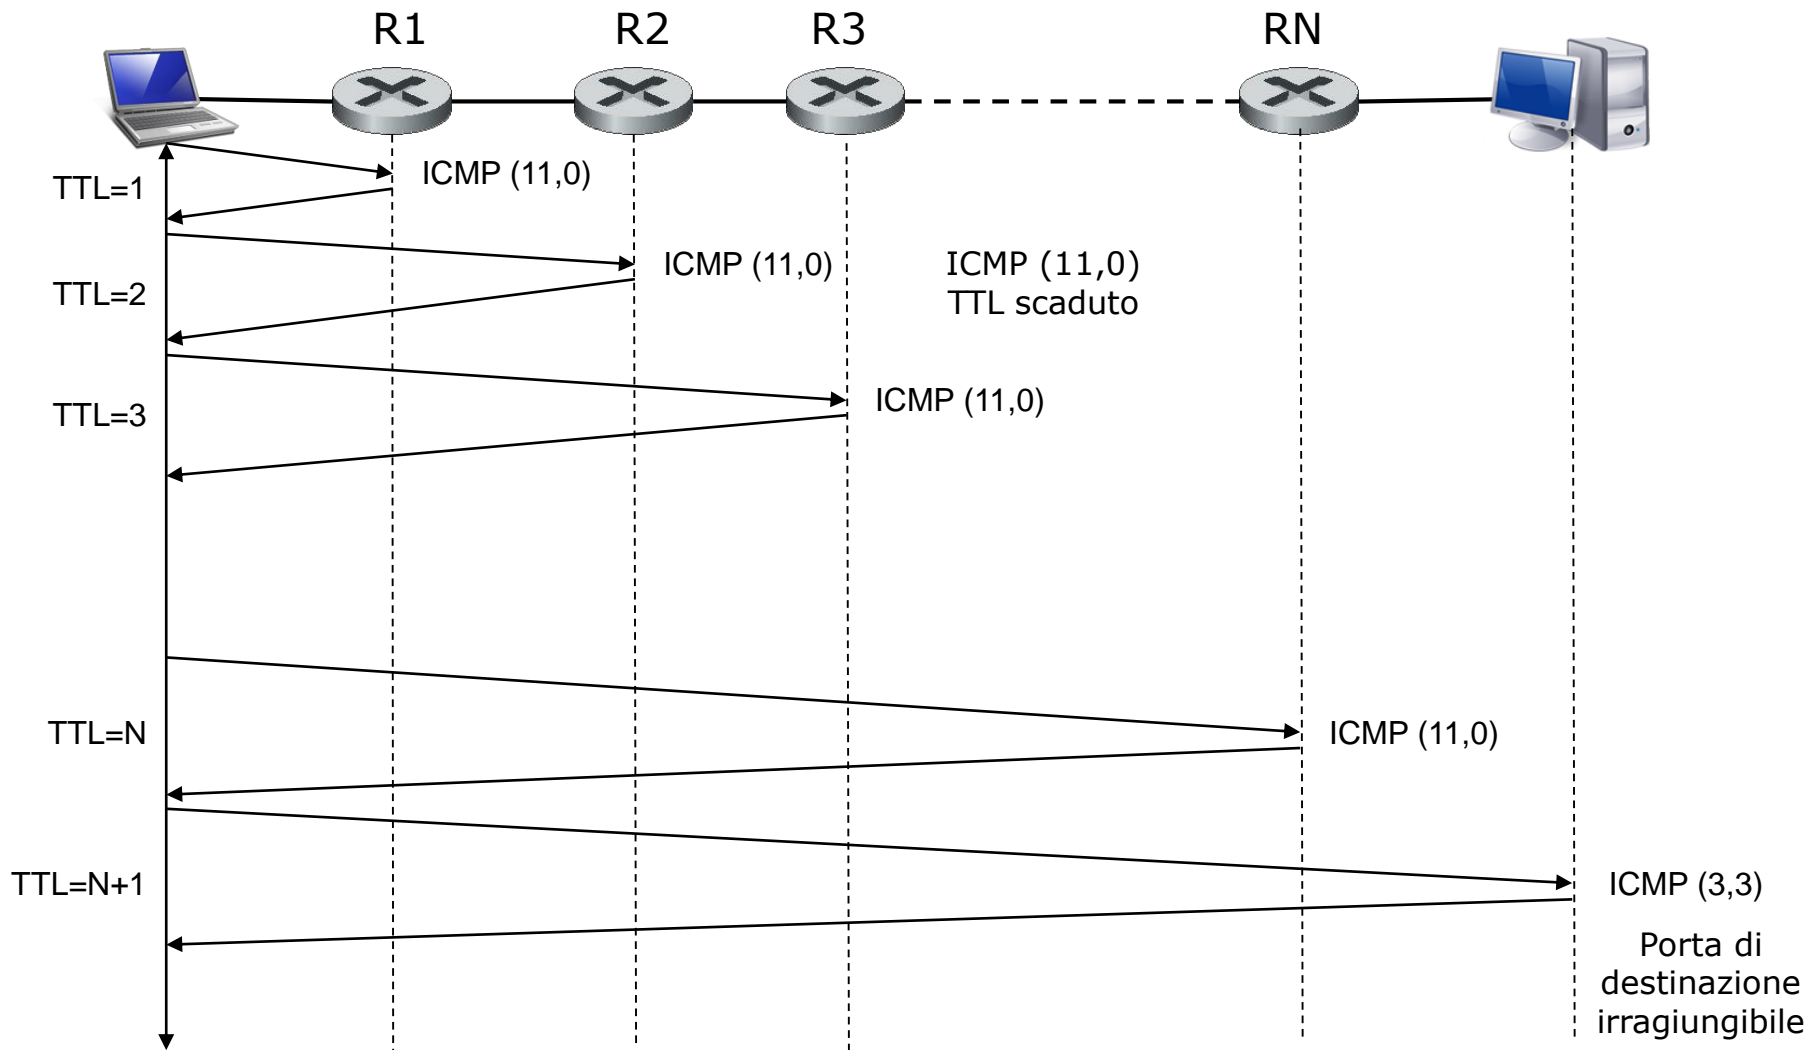 R1
R2
R3
RN
TTL=1
ICMP (11,0)
TTL=2
ICMP (11,0)
ICMP (11,0)
TTL scaduto
TTL=3
ICMP (11,0)
TTL=N
ICMP (11,0)
TTL=N+1
ICMP (3,3)
Porta di
destinazione
irragiungibile